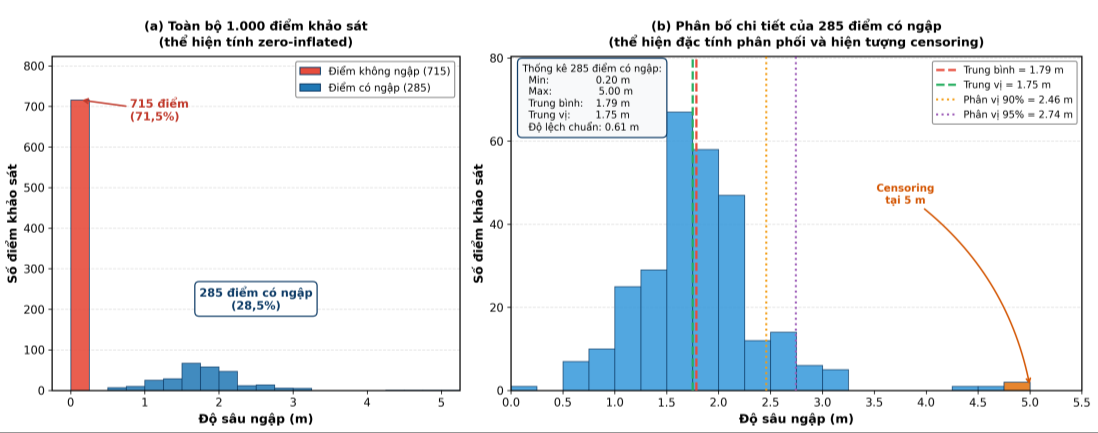 (a) Toàn bộ 1.000 điểm khảo sát
(thể hiện tính zero-inflated)
Điểm không ngập (715)
Điểm có ngập (285)
715 điểm
(71,5%)
285 điểm có ngập
(28,5%)
Số điểm khảo sát
800
700
600
500
400
300
200
100
0
0 1 2 3 4 5
Độ sâu ngập (m)
(b) Phân bố chi tiết của 285 điểm có ngập
(thể hiện đặc tính phân phối và hiện tượng censoring)
Thống kê 285 điểm có ngập:
Min: 0.20 m
Max: 5.00 m
Trung bình: 1.79 m
Trung vị: 1.75 m
Độ lệch chuẩn: 0.61 m
Trung bình = 1.79 m
Trung vị = 1.75 m
Phân vị 90% = 2.46 m
Phân vị 95% = 2.74 m
Censoring
tại 5 m
Số điểm khảo sát
80
60
40
20
0
0.0 0.5 1.0 1.5 2.0 2.5 3.0 3.5 4.0 4.5 5.0 5.5
Độ sâu ngập (m)